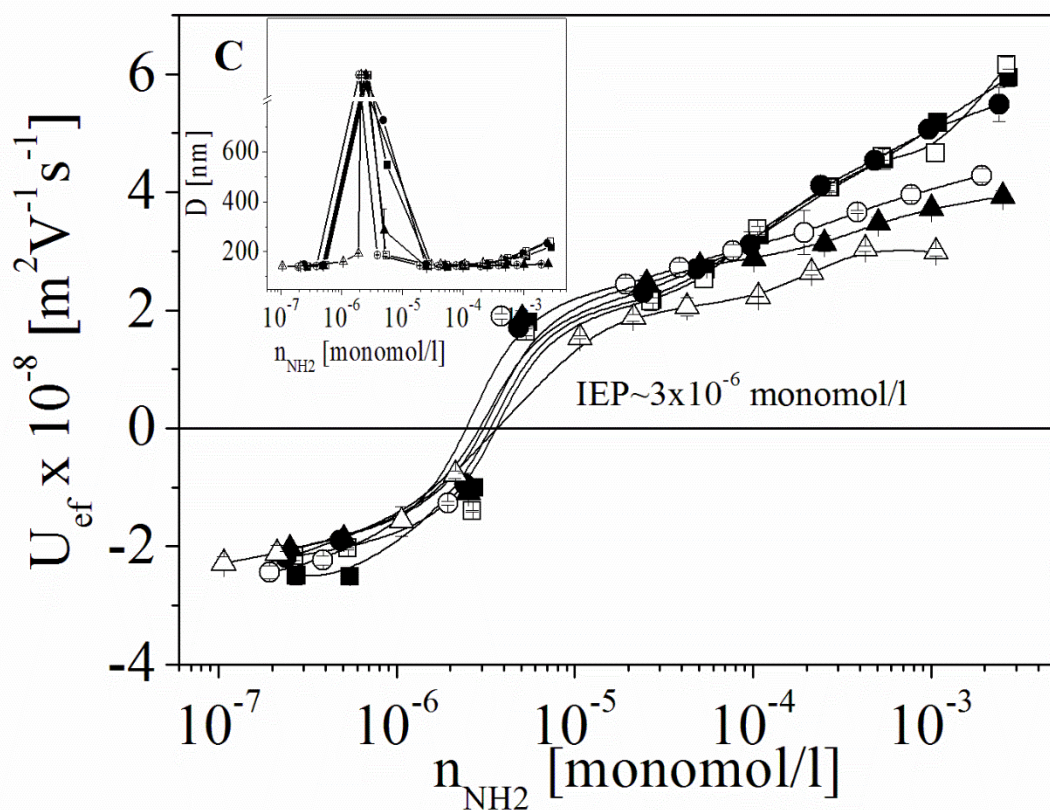 C
D [nm]
600
400
200
10⁻⁷ 10⁻⁶ 10⁻⁵ 10⁻⁴ 10⁻³
n_NH2 [monomol/l]
U_ef x 10⁻⁸ [m²V⁻¹s⁻¹]
6
4
2
0
-2
-4
IEP~3x10⁻⁶ monomol/l
10⁻⁷ 10⁻⁶ 10⁻⁵ 10⁻⁴ 10⁻³
n_NH2 [monomol/l]